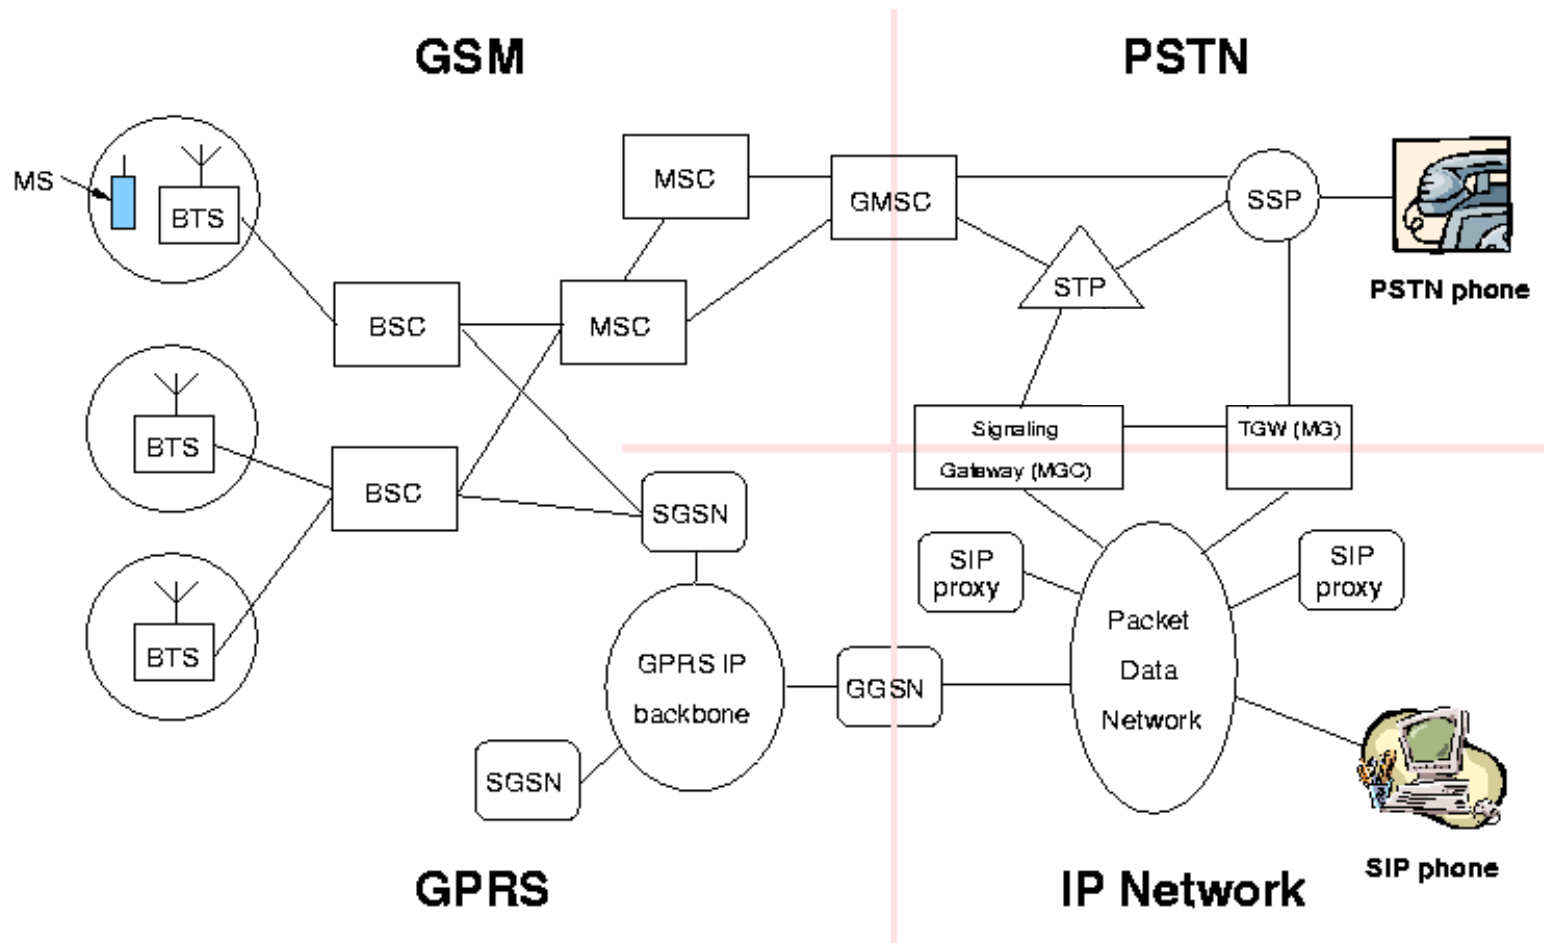 GSM
PSTN
MS
BTS
MSC
GMSC
SSP
STP
PSTN phone
BSC
MSC
BTS
BSC
Signaling
Gateway (MGC)
TGW (MG)
SGSN
SIP
proxy
SIP
proxy
BTS
GPRS IP
backbone
GGSN
Packet
Data
Network
SGSN
SIP phone
GPRS
IP Network